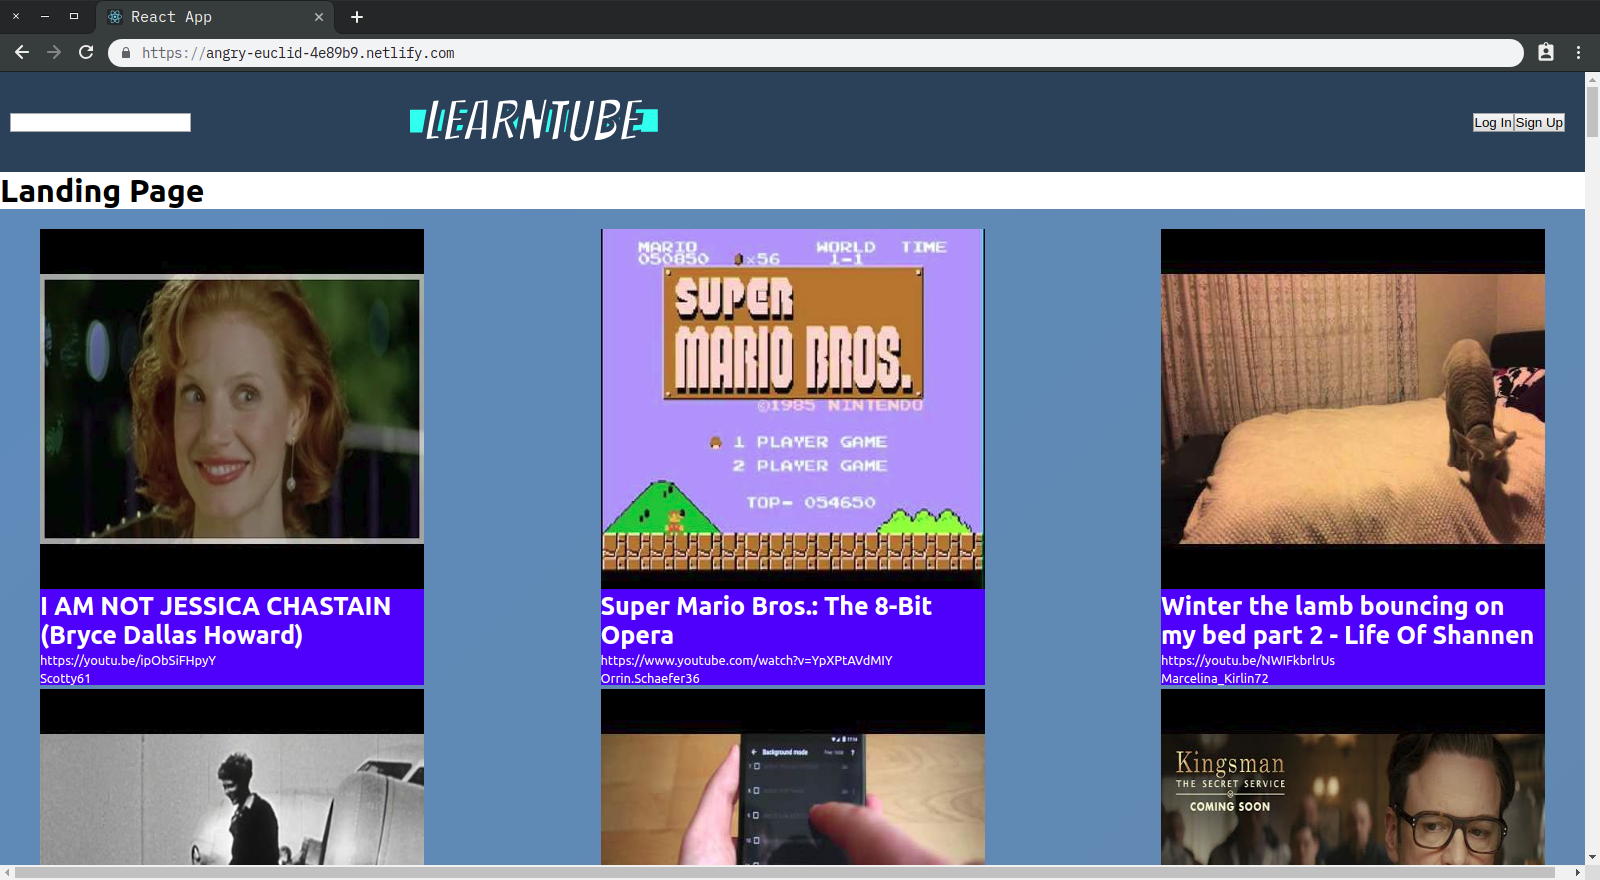 React App
https://angry-euclid-4e89b9.netlify.com
LEARNTUBE
Log In
Sign Up
Landing Page
MARIO WORLD TIME
050850 ×56 1-1
SUPER
MARIO BROS.
©1985 NINTENDO
1 PLAYER GAME
2 PLAYER GAME
TOP- 054650
I AM NOT JESSICA CHASTAIN
(Bryce Dallas Howard)
https://youtu.be/ipObSiFHpyY
Scotty61
Super Mario Bros.: The 8-Bit
Opera
https://www.youtube.com/watch?v=YpXPtAVdMIY
Orrin.Schaefer36
Winter the lamb bouncing on
my bed part 2 - Life Of Shannen
https://youtu.be/NWIFkbrlrUs
Marcelina_Kirlin72
Background mode
Kingsman
THE SECRET SERVICE
COMING SOON